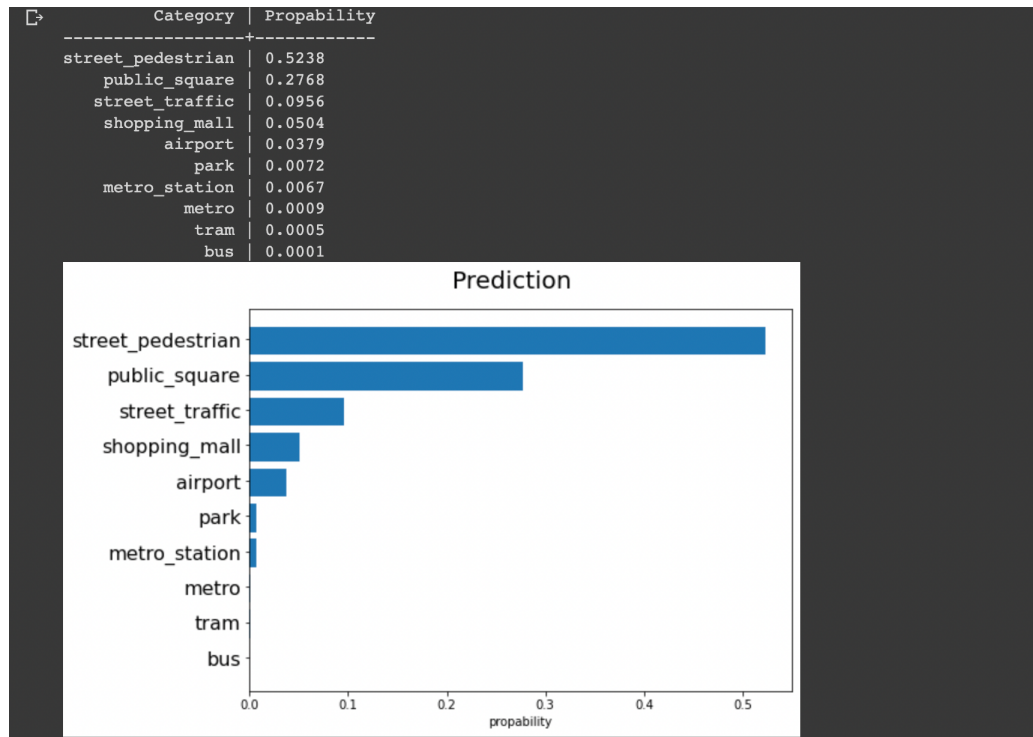 Category | Propability
------------------+------------
street_pedestrian | 0.5238
public_square | 0.2768
street_traffic | 0.0956
shopping_mall | 0.0504
airport | 0.0379
park | 0.0072
metro_station | 0.0067
metro | 0.0009
tram | 0.0005
bus | 0.0001
Prediction
street_pedestrian
public_square
street_traffic
shopping_mall
airport
park
metro_station
metro
tram
bus
0.0 0.1 0.2 0.3 0.4 0.5
propability